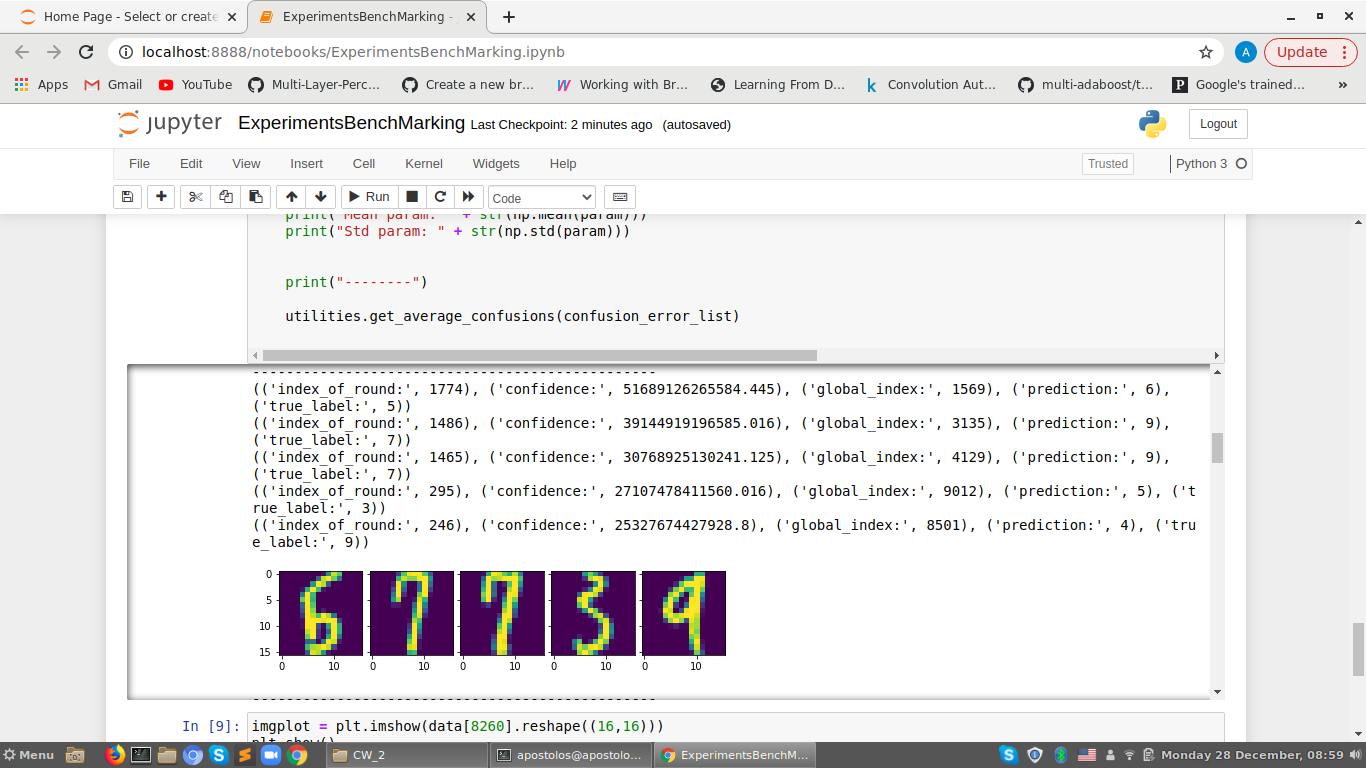 Home Page - Select or create
ExperimentsBenchMarking -
localhost:8888/notebooks/ExperimentsBenchMarking.ipynb
A
Update
Apps
Gmail
YouTube
Multi-Layer-Perc…
Create a new br…
Working with Br…
Learning From D…
Convolution Aut…
multi-adaboost/t…
Google's trained…
jupyter
ExperimentsBenchMarking Last Checkpoint: 2 minutes ago (autosaved)
Logout
File Edit View Insert Cell Kernel Widgets Help
Trusted
Python 3
Run
Code
print("Mean param: " + str(np.mean(param)))
print("Std param: " + str(np.std(param)))
print("--------")
utilities.get_average_confusions(confusion_error_list)
------------------------------------------------
(('index_of_round:', 1774), ('confidence:', 51689126265584.445), ('global_index:', 1569), ('prediction:', 6),
('true_label:', 5))
(('index_of_round:', 1486), ('confidence:', 39144919196585.016), ('global_index:', 3135), ('prediction:', 9),
('true_label:', 7))
(('index_of_round:', 1465), ('confidence:', 30768925130241.125), ('global_index:', 4129), ('prediction:', 9),
('true_label:', 7))
(('index_of_round:', 295), ('confidence:', 27107478411560.016), ('global_index:', 9012), ('prediction:', 5), ('t
rue_label:', 3))
(('index_of_round:', 246), ('confidence:', 25327674427928.8), ('global_index:', 8501), ('prediction:', 4), ('tru
e_label:', 9))
0
5
10
15
6 7 7 3 9
0 10 0 10 0 10 0 10 0 10
------------------------------------------------
In [9]:
imgplot = plt.imshow(data[8260].reshape((16,16)))
plt.show()
Menu
CW_2
apostolos@apostolo…
ExperimentsBenchM…
Monday 28 December, 08:59